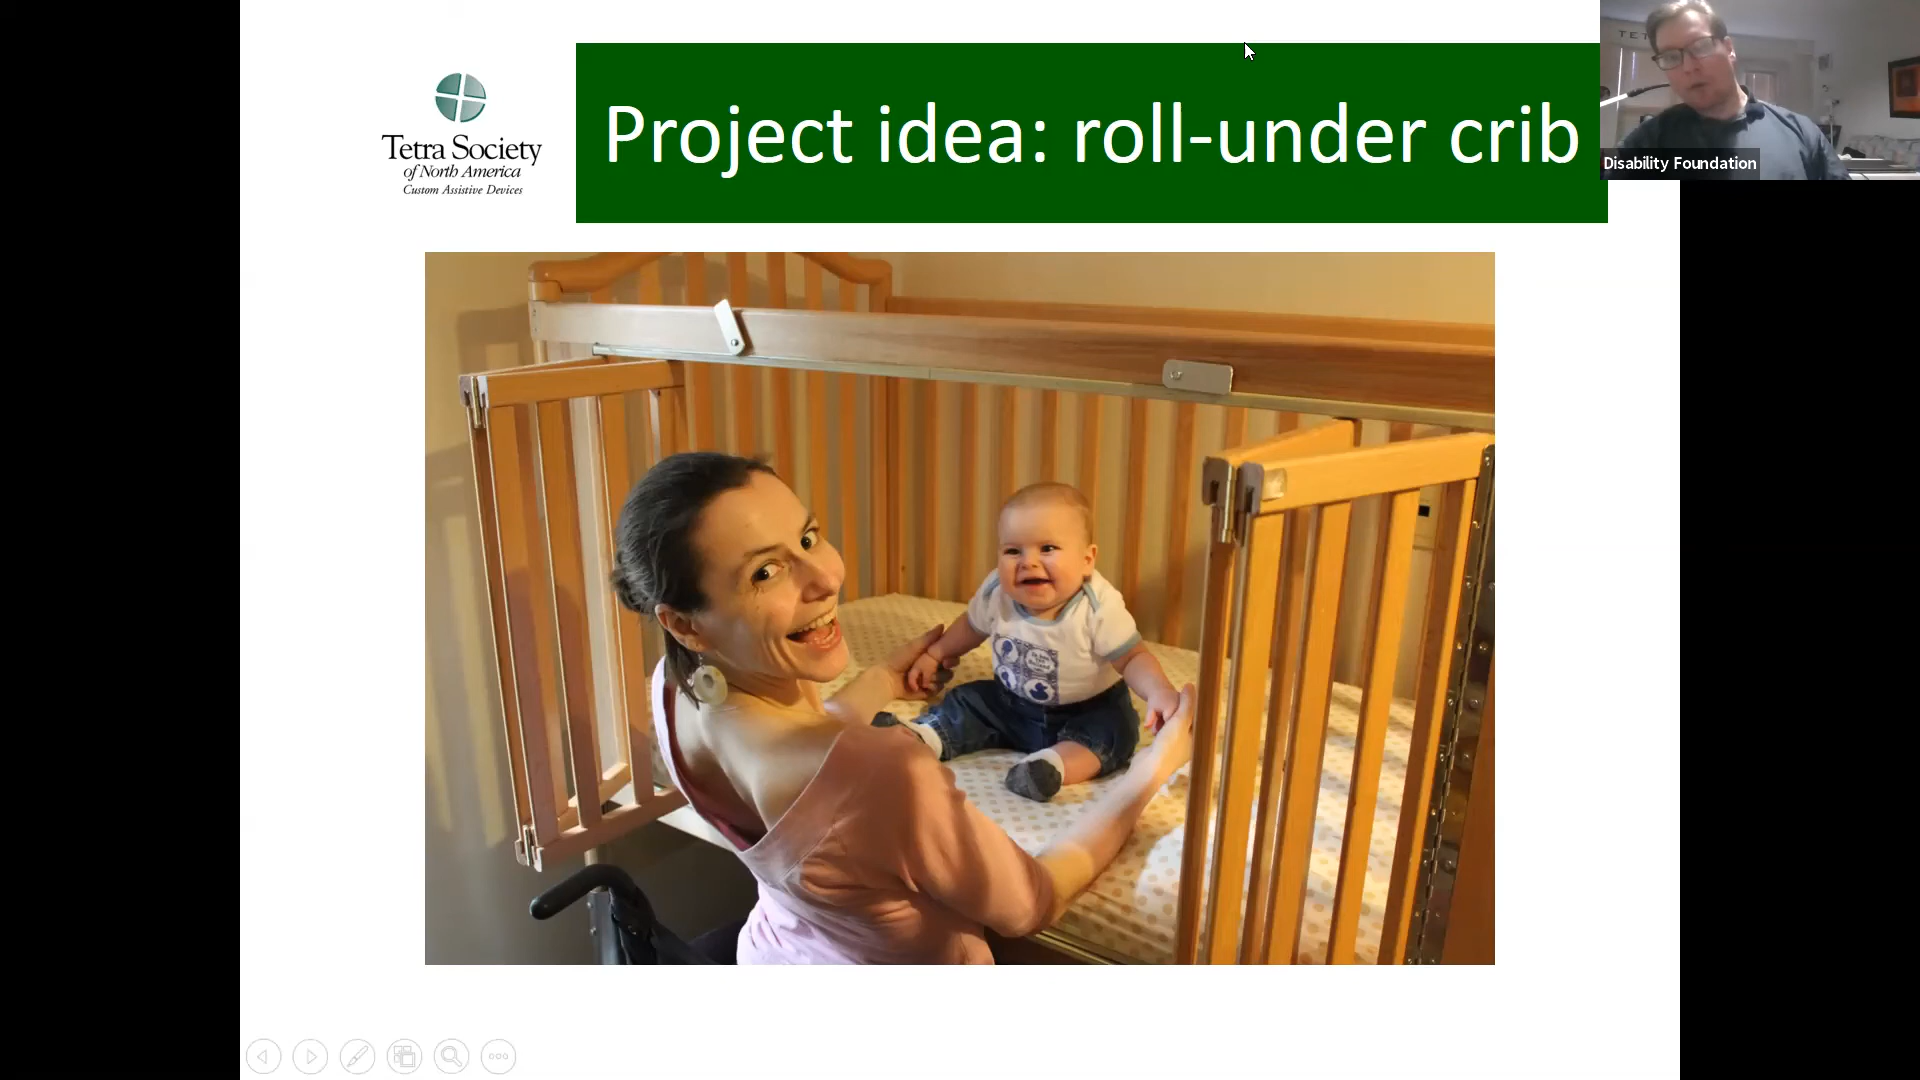 Project idea: roll-under crib
Tetra Society
of North America
Custom Assistive Devices
Disability Foundation